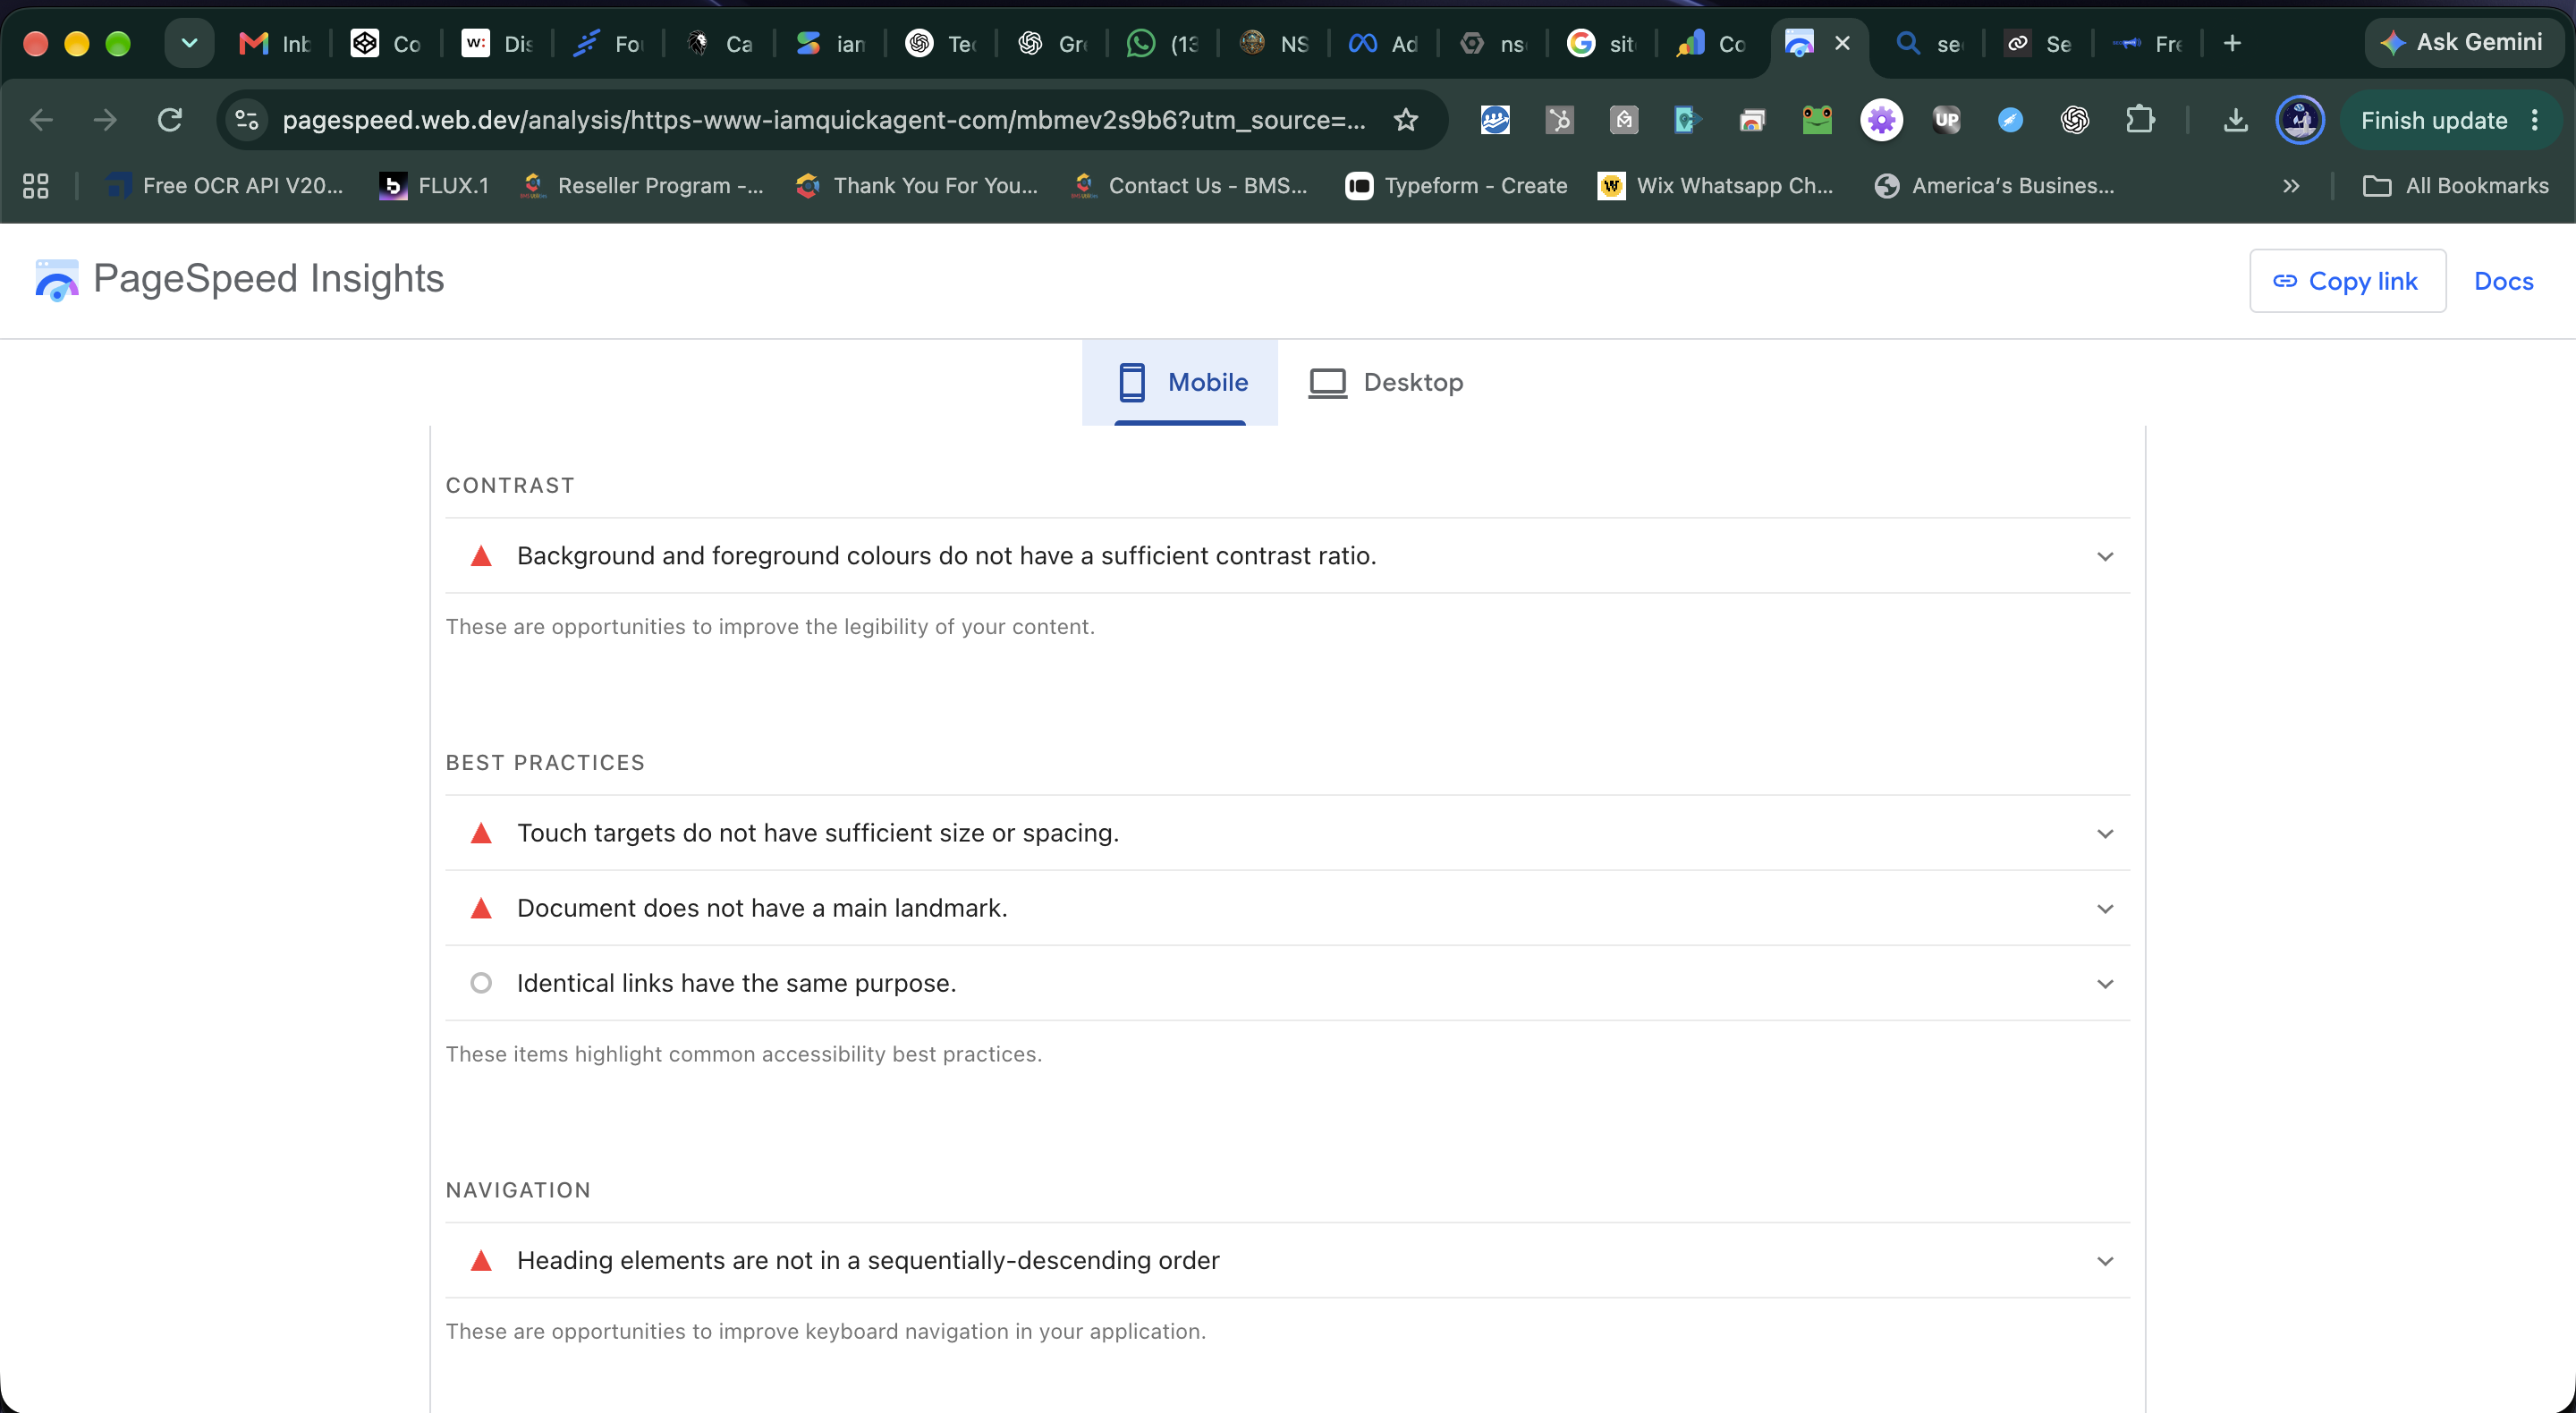 Inb
Co
Dis
Fou
Ca
iam
Tec
Gre
(13
NS
Ad
ns
sit
Co
se
Se
Fre
Ask Gemini
pagespeed.web.dev/analysis/https-www-iamquickagent-com/mbmev2s9b6?utm_source=...
UP
Finish update
Free OCR API V20...
FLUX.1
Reseller Program -...
Thank You For You...
Contact Us - BMS...
Typeform - Create
Wix Whatsapp Ch...
America's Busines...
All Bookmarks
PageSpeed Insights
Copy link
Docs
Mobile
Desktop
CONTRAST
Background and foreground colours do not have a sufficient contrast ratio.
These are opportunities to improve the legibility of your content.
BEST PRACTICES
Touch targets do not have sufficient size or spacing.
Document does not have a main landmark.
Identical links have the same purpose.
These items highlight common accessibility best practices.
NAVIGATION
Heading elements are not in a sequentially-descending order
These are opportunities to improve keyboard navigation in your application.